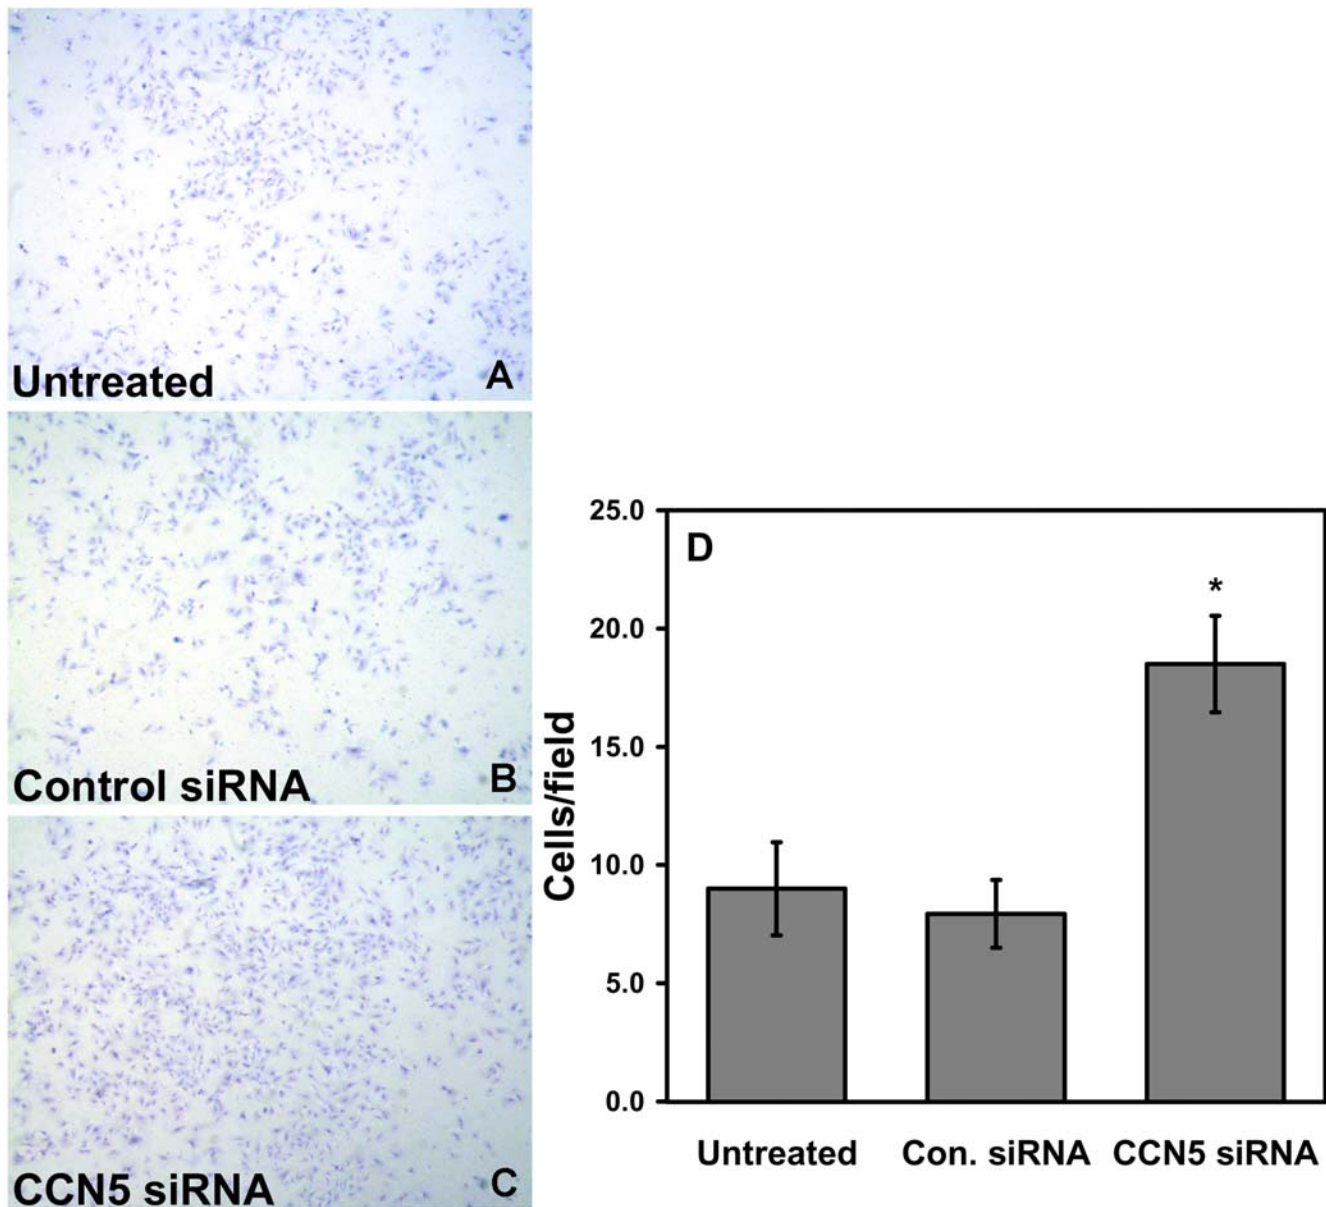 Untreated
A
Control siRNA
B
CCN5 siRNA
C
D
Cells/field
25.0
20.0
15.0
10.0
5.0
0.0
*
Untreated
Con. siRNA
CCN5 siRNA